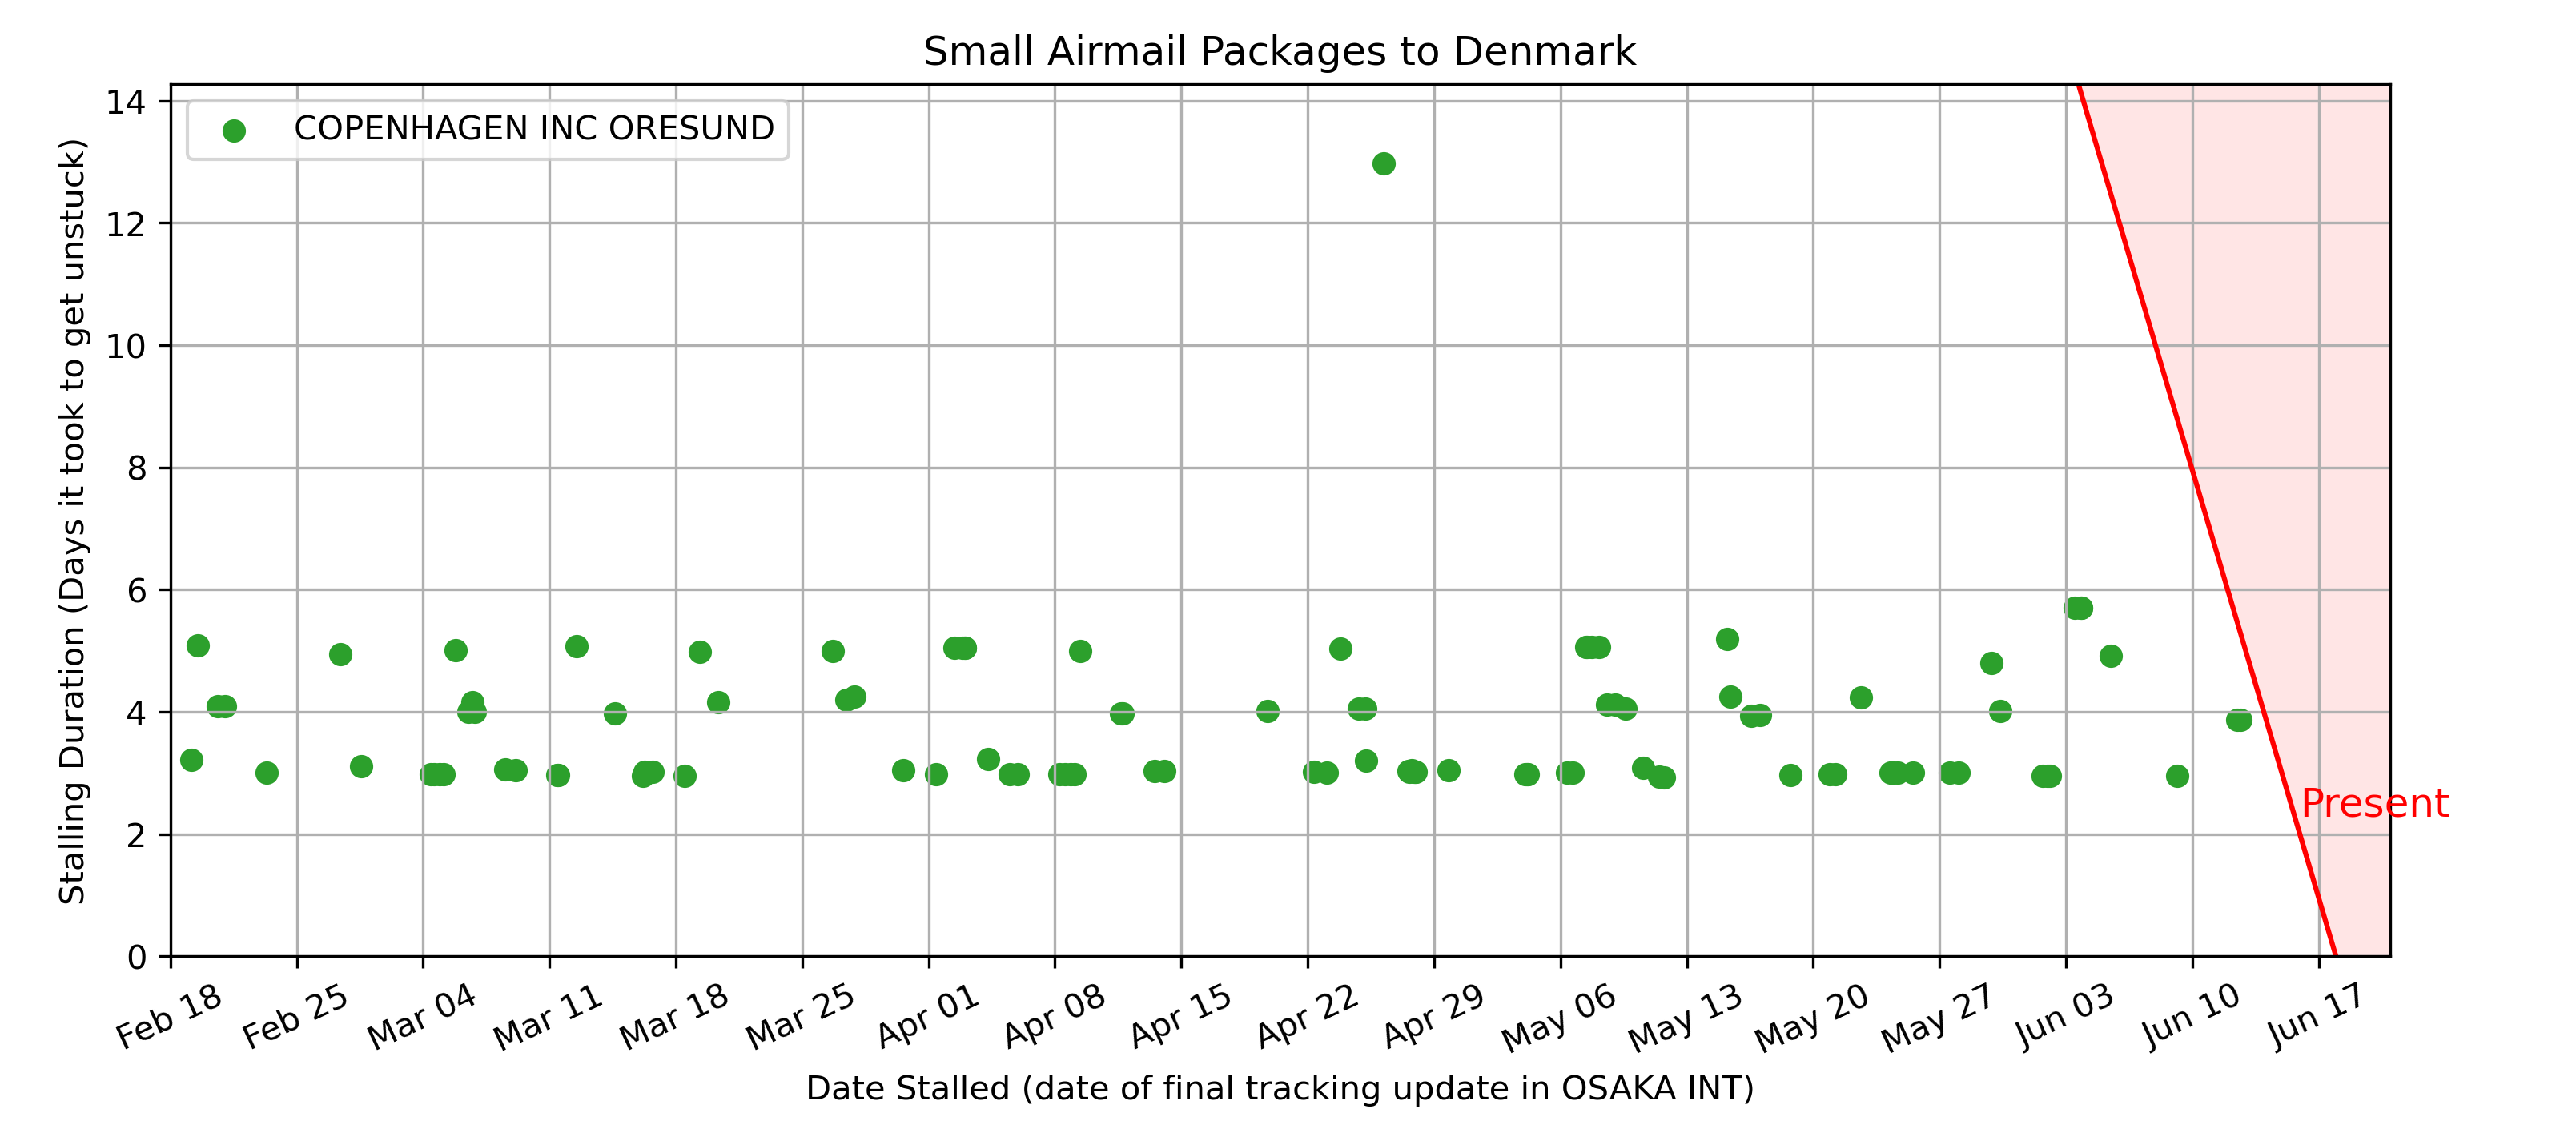 Small Airmail Packages to Denmark
COPENHAGEN INC ORESUND
Stalling Duration (Days it took to get unstuck)
14
12
10
8
6
4
2
0
Present
Feb 18
Feb 25
Mar 04
Mar 11
Mar 18
Mar 25
Apr 01
Apr 08
Apr 15
Apr 22
Apr 29
May 06
May 13
May 20
May 27
Jun 03
Jun 10
Jun 17
Date Stalled (date of final tracking update in OSAKA INT)